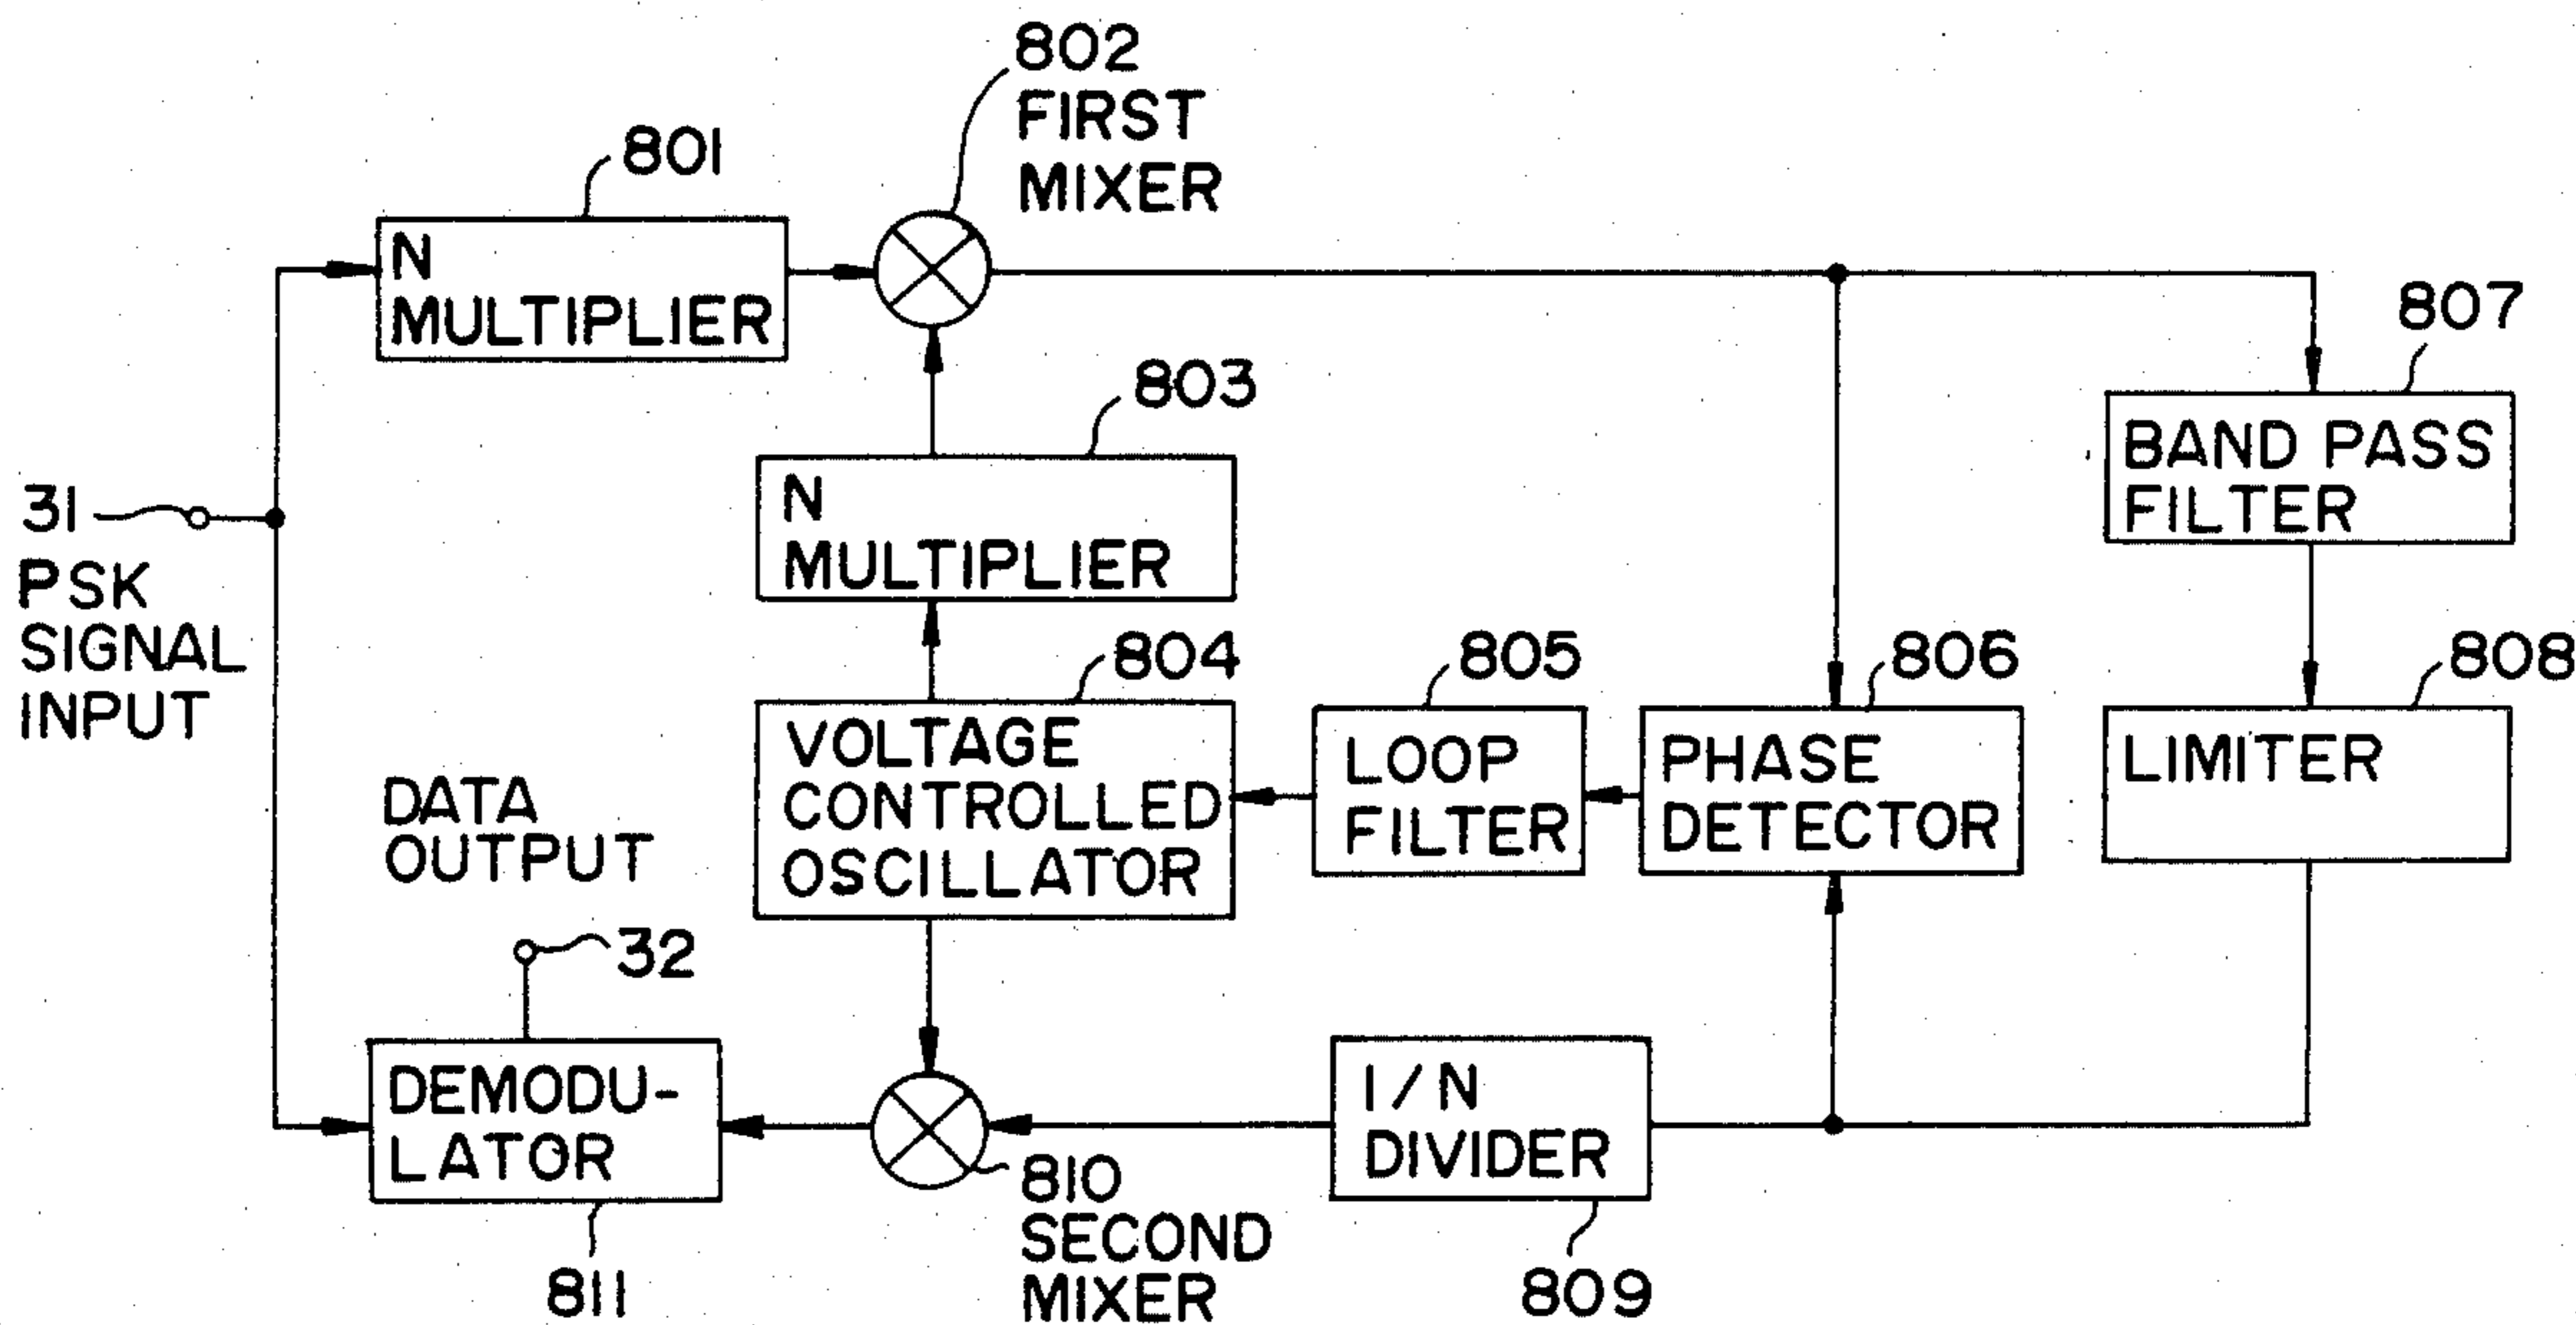 802
FIRST
MIXER
801
N
MULTIPLIER
807
BAND PASS
FILTER
803
N
MULTIPLIER
31
PSK
SIGNAL
INPUT
804
VOLTAGE
CONTROLLED
OSCILLATOR
805
LOOP
FILTER
806
PHASE
DETECTOR
808
LIMITER
DATA
OUTPUT
32
DEMODU-
LATOR
811
810
SECOND
MIXER
1/N
DIVIDER
809